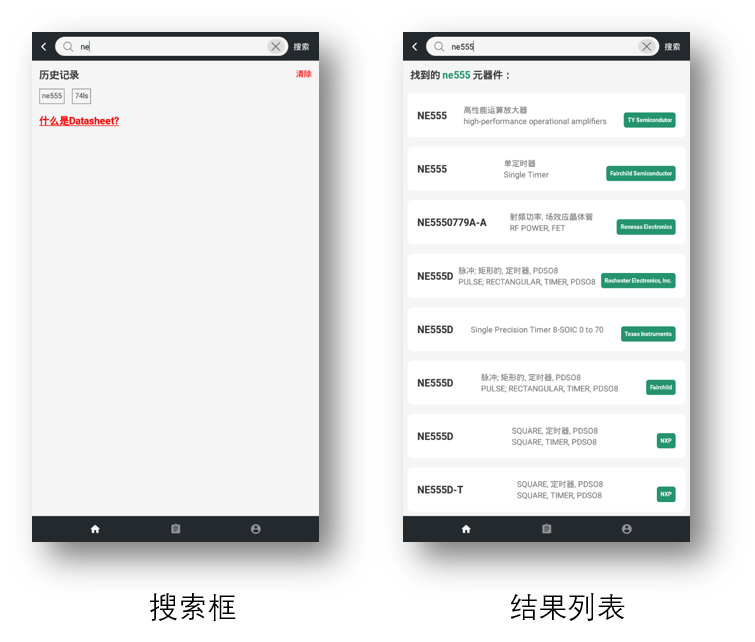 ne
搜索
历史记录
清除
ne555
74ls
什么是Datasheet?
搜索框
ne555
搜索
找到的 ne555 元器件：
NE555
高性能运算放大器
high-performance operational amplifiers
TY Semicondutor
NE555
单定时器
Single Timer
Fairchild Semiconductor
NE5550779A-A
射频功率, 场效应晶体管
RF POWER, FET
Renesas Electronics
NE555D
脉冲; 矩形的, 定时器, PDSO8
PULSE; RECTANGULAR, TIMER, PDSO8
Rochester Electronics, Inc.
NE555D
Single Precision Timer 8-SOIC 0 to 70
Texas Instruments
NE555D
脉冲; 矩形的, 定时器, PDSO8
PULSE; RECTANGULAR, TIMER, PDSO8
Fairchild
NE555D
SQUARE, 定时器, PDSO8
SQUARE, TIMER, PDSO8
NXP
NE555D-T
SQUARE, 定时器, PDSO8
SQUARE, TIMER, PDSO8
NXP
结果列表